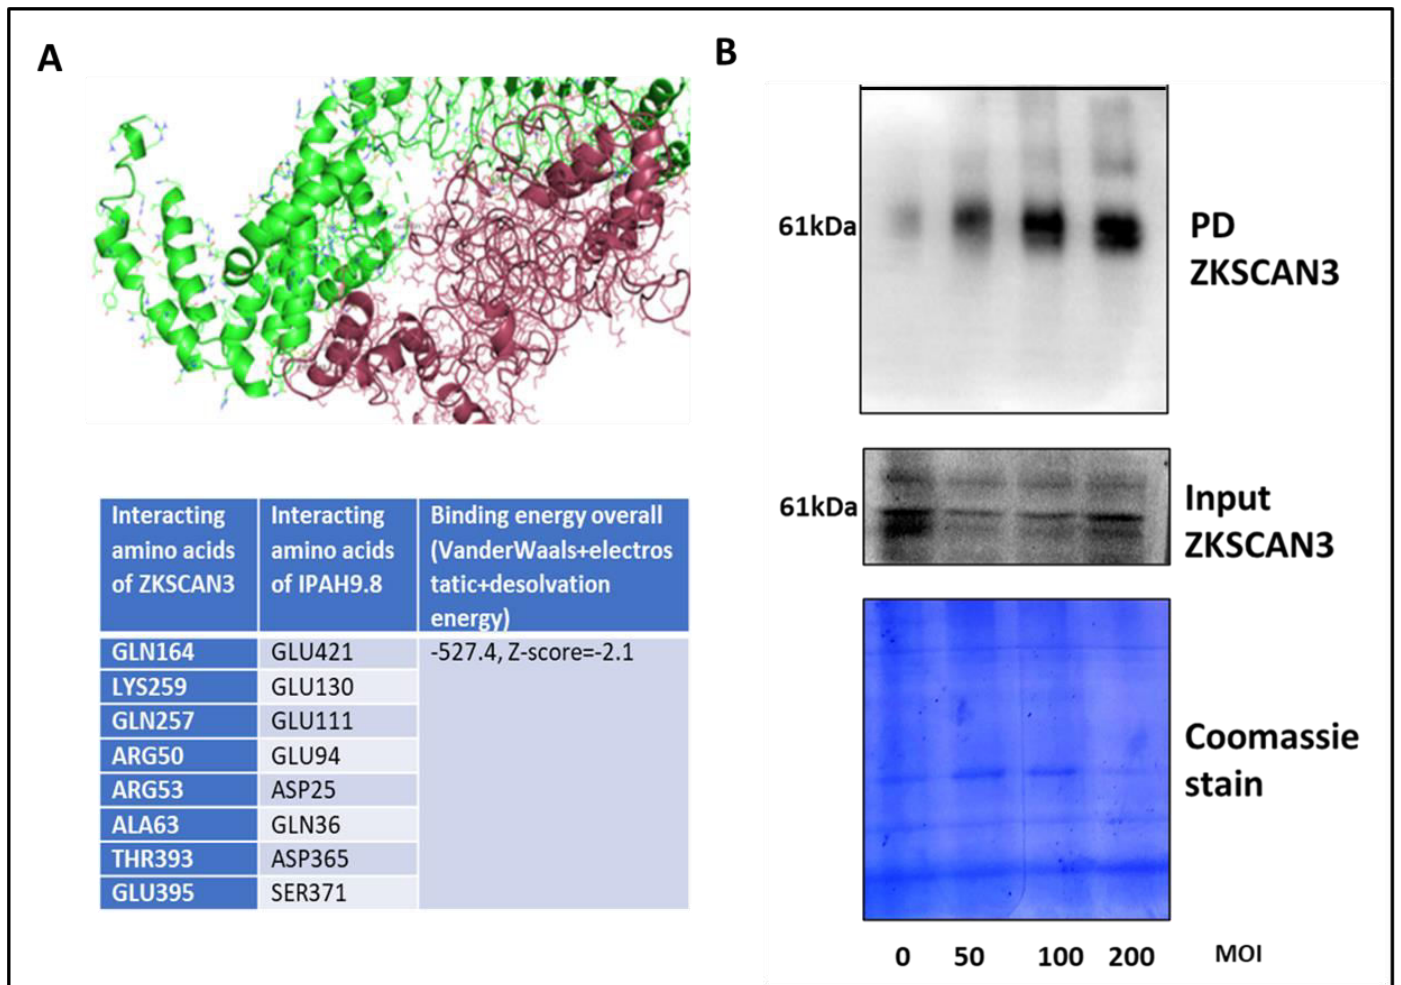 A
Interacting amino acids of ZKSCAN3
Interacting amino acids of IPAH9.8
Binding energy overall (VanderWaals+electros tatic+desolvation energy)
GLN164 GLU421 -527.4, Z-score=-2.1
LYS259 GLU130
GLN257 GLU111
ARG50 GLU94
ARG53 ASP25
ALA63 GLN36
THR393 ASP365
GLU395 SER371
B
61kDa
PD
ZKSCAN3
61kDa
Input
ZKSCAN3
Coomassie
stain
0 50 100 200 MOI